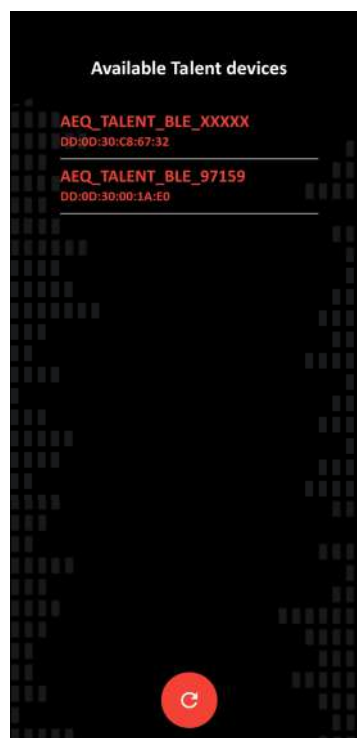 Available Talent devices
AEQ_TALENT_BLE_XXXXX
DD:0D:30:C8:67:32
AEQ_TALENT_BLE_97159
DD:0D:30:00:1A:E0